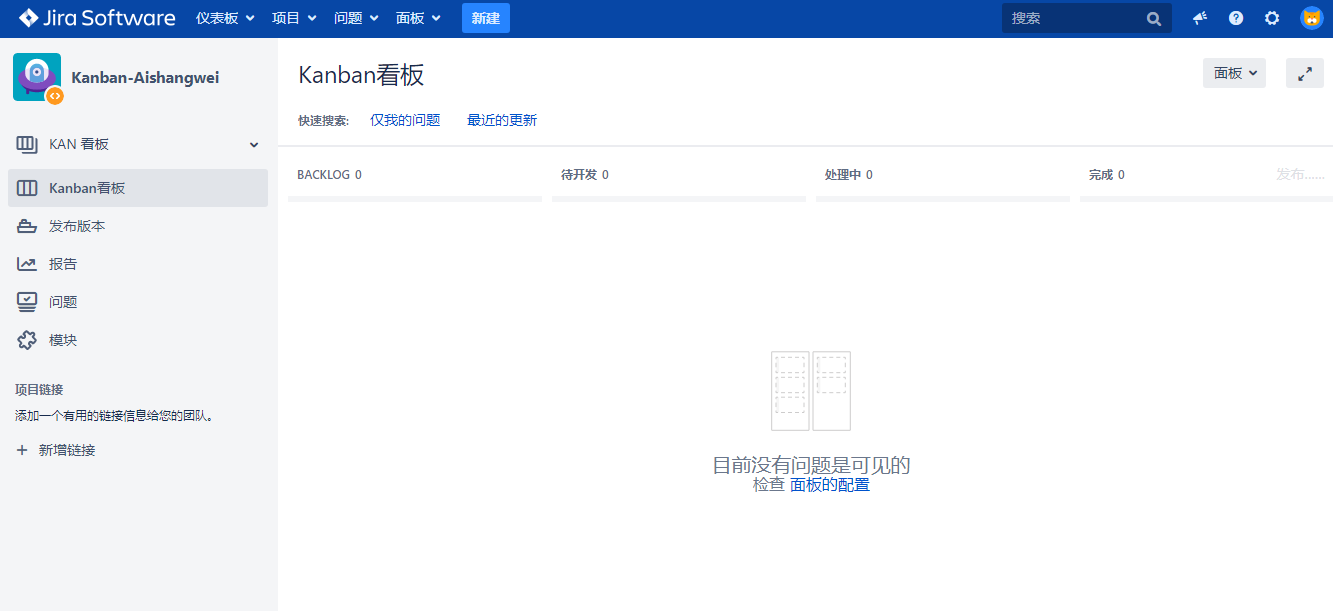 Jira Software 仪表板 项目 问题 面板 新建 搜索
Kanban-Aishangwei
KAN 看板
Kanban看板
发布版本
报告
问题
模块
项目链接
添加一个有用的链接信息给您的团队。
+ 新增链接
Kanban看板
面板
快速搜索: 仅我的问题 最近的更新
BACKLOG 0 待开发 0 处理中 0 完成 0 发布......
目前没有问题是可见的
检查 面板的配置